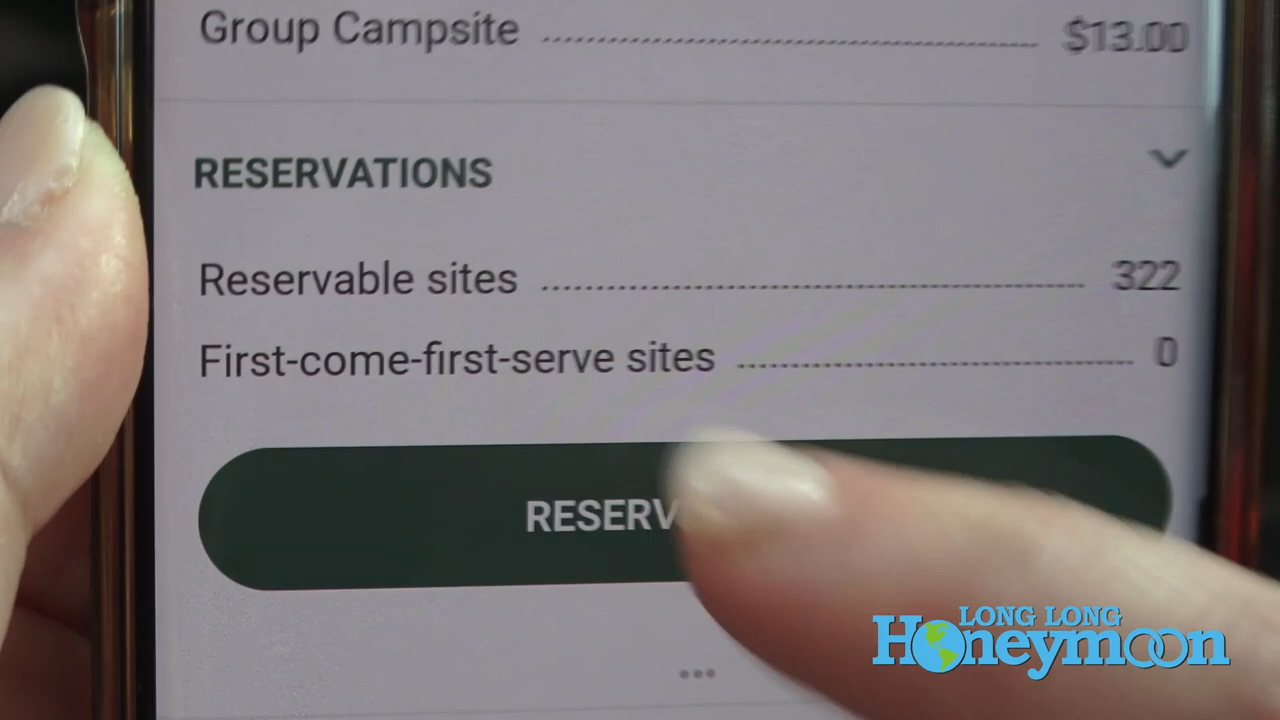 Group Campsite ........ $13.00
RESERVATIONS
Reservable sites ........ 322
First-come-first-serve sites ........ 0
RESERV
...
LONG LONG
Honeymoon